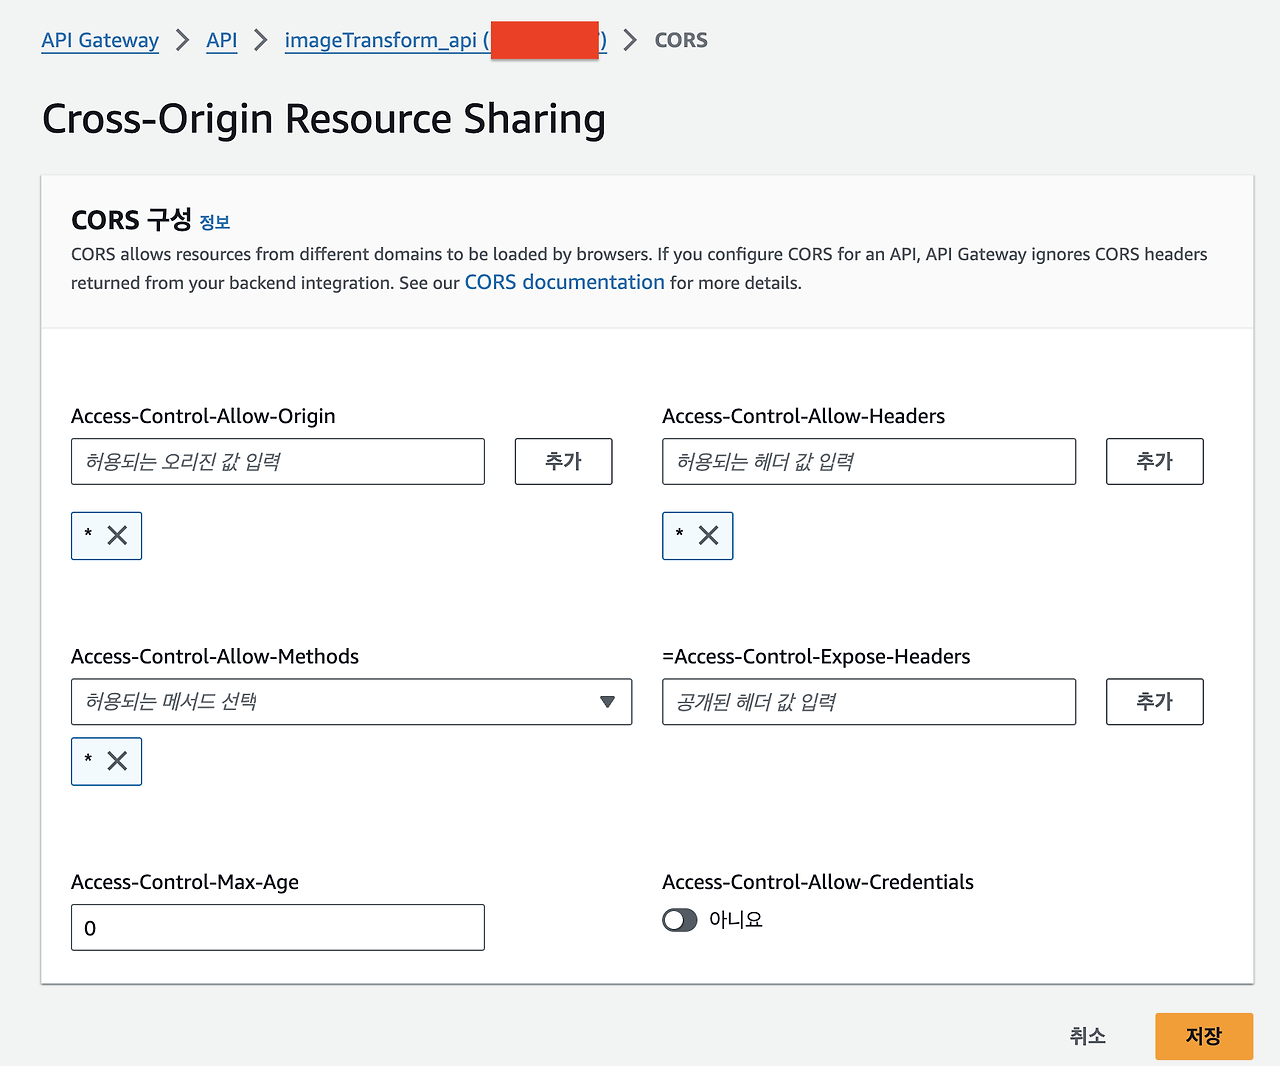 API Gateway > API > imageTransform_api ( ) > CORS
Cross-Origin Resource Sharing
CORS 구성 정보
CORS allows resources from different domains to be loaded by browsers. If you configure CORS for an API, API Gateway ignores CORS headers
returned from your backend integration. See our CORS documentation for more details.
Access-Control-Allow-Origin
허용되는 오리진 값 입력 추가
* ×
Access-Control-Allow-Headers
허용되는 헤더 값 입력 추가
* ×
Access-Control-Allow-Methods
허용되는 메서드 선택
* ×
=Access-Control-Expose-Headers
공개된 헤더 값 입력 추가
Access-Control-Max-Age
0
Access-Control-Allow-Credentials
아니요
취소 저장